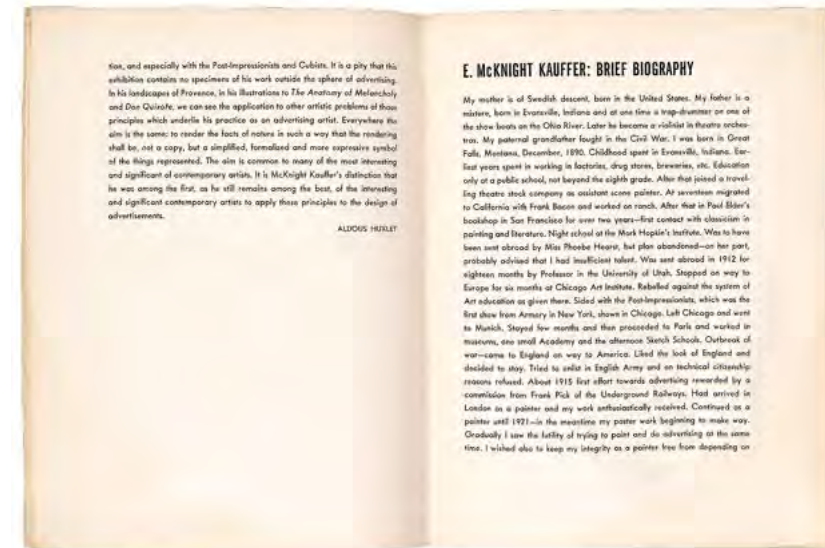 tion, and especially with the Post-Impressionists and Cubists. It is a pity that this
exhibition contains no specimens of his work outside the sphere of advertising.
In his landscapes of Provence, in his illustrations to The Anatomy of Melancholy
and Don Quixote, we can see the application to other artistic problems of those
principles which underlie his practice as an advertising artist. Everywhere the
aim is the same: to render the facts of nature in such a way that the rendering
shall be, not a copy, but a simplified, formalized and more expressive symbol
of the things represented. The aim is common to many of the most interesting
and significant of contemporary artists. It is McKnight Kauffer's distinction that
he was among the first, as he still remains among the best, of the interesting
and significant contemporary artists to apply these principles to the design of
advertisements.
ALDOUS HUXLEY
E. McKNIGHT KAUFFER: BRIEF BIOGRAPHY
My mother is of Swedish descent, born in the United States. My father is a
mixture, born in Evansville, Indiana and at one time a trap-drummer on one of
the show boats on the Ohio River. Later he became a violinist in theatre orches-
tras. My paternal grandfather fought in the Civil War. I was born in Great
Falls, Montana, December, 1890. Childhood spent in Evansville, Indiana. Ear-
liest years spent in working in factories, drug stores, breweries, etc. Education
only at a public school, not beyond the eighth grade. After that joined a travel-
ling theatre stock company as assistant scene painter. At seventeen migrated
to California with Frank Bacon and worked on ranch. After that in Paul Elder's
bookshop in San Francisco for over two years—first contact with classicism in
painting and literature. Night school at the Mark Hopkin's Institute. Was to have
been sent abroad by Miss Phoebe Hearst, but plan abandoned—on her part,
probably advised that I had insufficient talent. Was sent abroad in 1912 for
eighteen months by Professor in the University of Utah. Stopped on way to
Europe for six months at Chicago Art Institute. Rebelled against the system of
Art education as given there. Sided with the Post-Impressionists, which was the
first show from Armory in New York, shown in Chicago. Left Chicago and went
to Munich. Stayed few months and then proceeded to Paris and worked in
museums, one small Academy and the afternoon Sketch Schools. Outbreak of
war—came to England on way to America. Liked the look of England and
decided to stay. Tried to enlist in English Army and on technical citizenship
reasons refused. About 1915 first effort towards advertising rewarded by a
commission from Frank Pick of the Underground Railways. Had arrived in
London as a painter and my work enthusiastically received. Continued as a
painter until 1921—in the meantime my poster work beginning to make way.
Gradually I saw the futility of trying to paint and do advertising at the same
time. I wished also to keep my integrity as a painter free from depending on